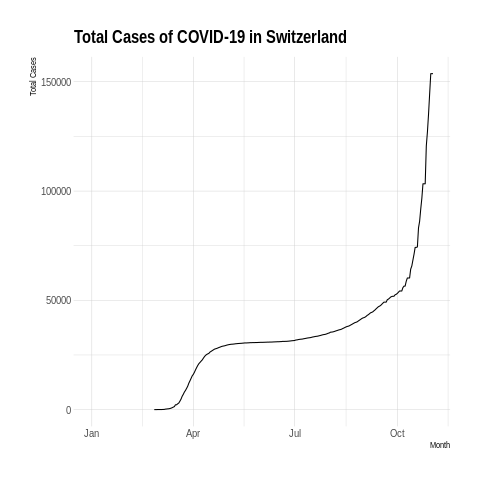 Total Cases of COVID-19 in Switzerland
Total Cases
150000
100000
50000
0
Jan Apr Jul Oct
Month